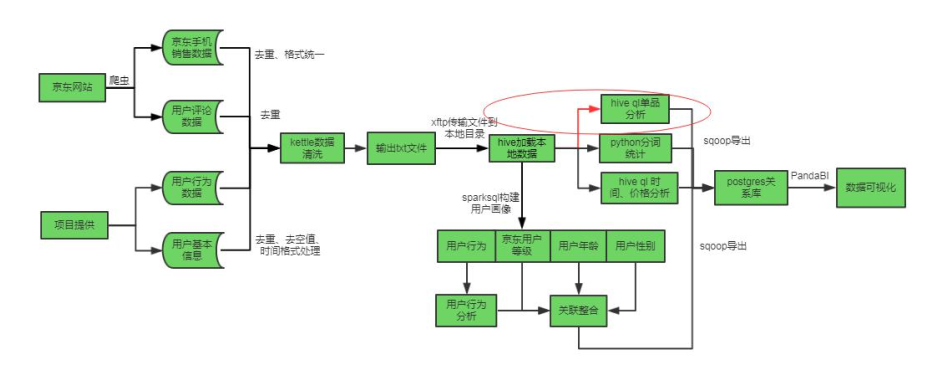 京东网站
爬虫
京东手机
销售数据
用户评论
数据
去重、格式统一
去重
项目提供
用户行为
数据
用户基本
信息
去重、去空值、
时间格式处理
kettle数据
清洗
输出txt文件
xftp传输文件到
本地目录
hive加载本
地数据
hive ql单品
分析
python分词
统计
hive ql 时
间、价格分析
sqoop导出
postgres关
系库
PandaBI
数据可视化
sparksql构建
用户画像
用户行为
京东用户
等级
用户年龄
用户性别
用户行为
分析
关联整合
sqoop导出